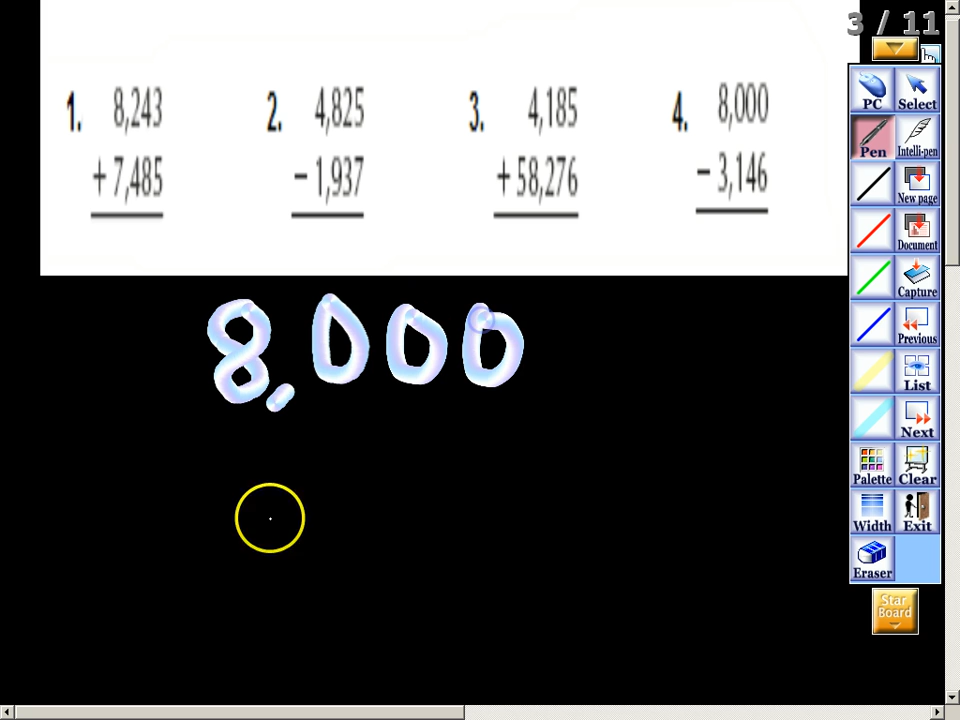 3 / 11
1. 8,243
+ 7,485
2. 4,825
- 1,937
3. 4,185
+ 58,276
4. 8,000
- 3,146
8,000
PC
Select
Pen
Intelli-pen
New page
Document
Capture
Previous
List
Next
Palette
Clear
Width
Exit
Eraser
Star
Board